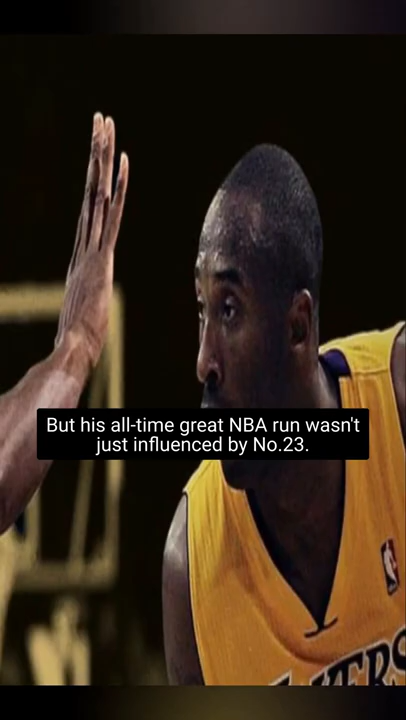 But his all-time great NBA run wasn't
just influenced by No.23.